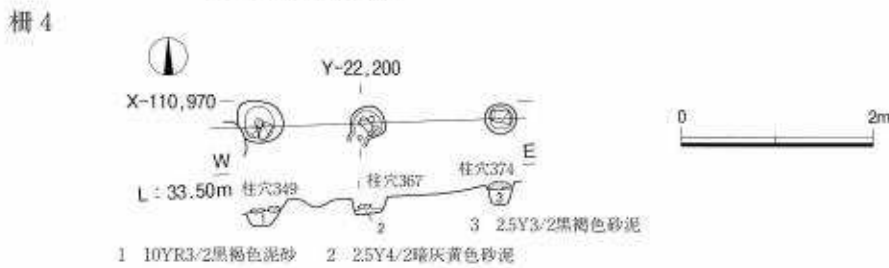 柵 4
Y-22,200
X-110,970
0 2m
W E
L : 33.50m 柱穴349 柱穴367 柱穴374
1 2 3
3 2.5Y3/2黒褐色砂泥
1 10YR3/2黒褐色泥砂 2 2.5Y4/2暗灰黄色砂泥